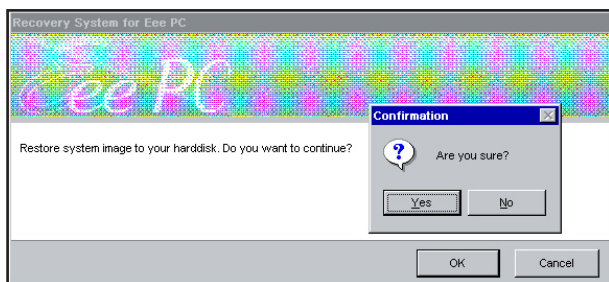 Recovery System for Eee PC
Eee PC
Confirmation
Restore system image to your harddisk. Do you want to continue?
Are you sure?
Yes
No
OK
Cancel